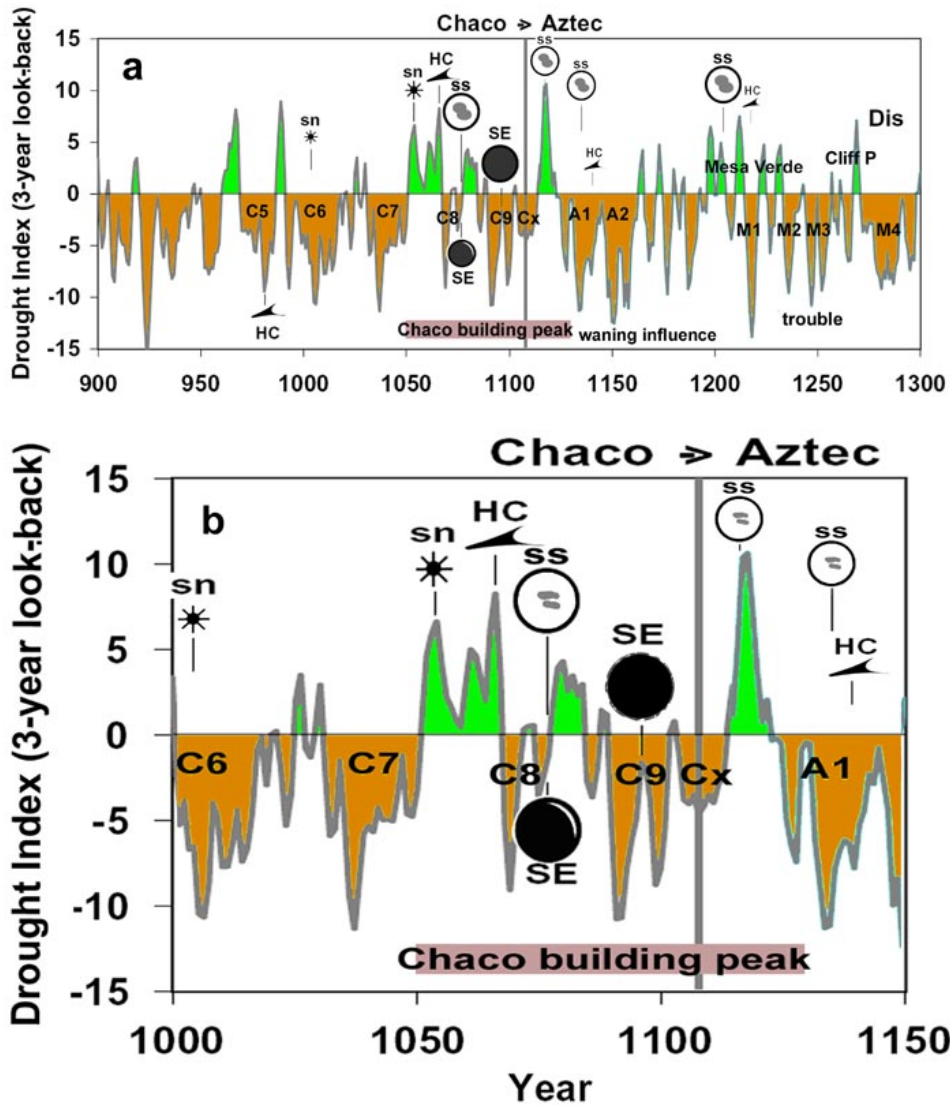 Chaco > Aztec
Drought Index (3-year look-back)
15
10
5
0
-5
-10
-15
a
sn
sn
HC
ss
SE
ss
ss
HC
ss
HC
Dis
Mesa Verde
Cliff P
C5
C6
C7
C8
C9
Cx
A1
A2
M1
M2
M3
M4
SE
HC
Chaco building peak
waning influence
trouble
900
950
1000
1050
1100
1150
1200
1250
1300
Chaco > Aztec
Drought Index (3-year look-back)
15
10
5
0
-5
-10
-15
b
sn
sn
HC
ss
SE
ss
ss
HC
C6
C7
C8
C9
Cx
A1
SE
Chaco building peak
1000
1050
1100
1150
Year